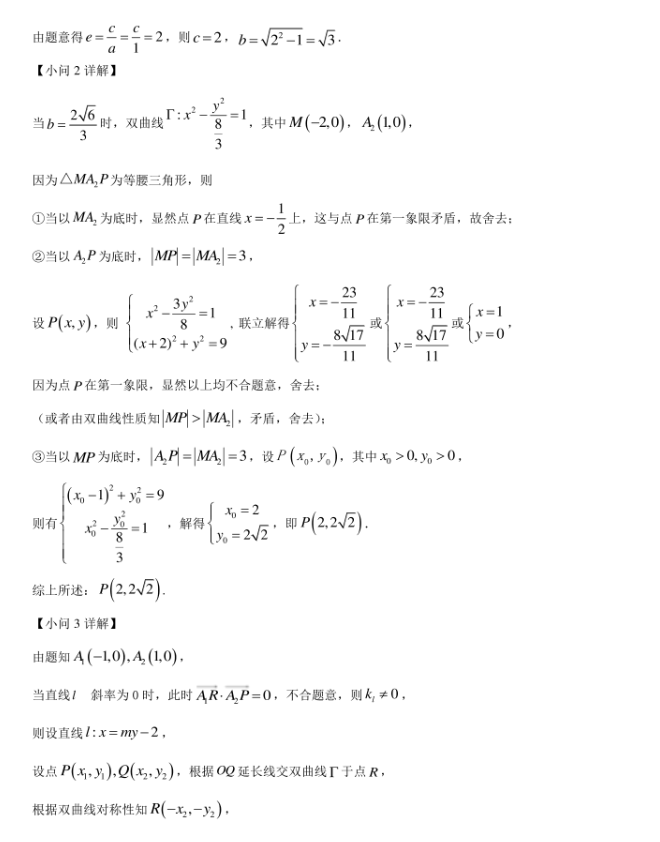 由题意得 e = c/a = c/1 = 2，则 c = 2，b = √(2² − 1) = √3．
【小问 2 详解】
当 b = 2√6/3 时，双曲线 Γ : x² − y²/(8/3) = 1，其中 M(−2,0)，A₂(1,0)，
因为 △MA₂P 为等腰三角形，则
①当以 MA₂ 为底时，显然点 P 在直线 x = −1/2 上，这与点 P 在第一象限矛盾，故舍去；
②当以 A₂P 为底时，|MP| = |MA₂| = 3，
设 P(x, y)，则 { x² − 3y²/8 = 1, (x + 2)² + y² = 9 ，联立解得 { x = −23/11, y = −8√17/11 或 { x = −23/11, y = 8√17/11 或 { x = 1, y = 0 ，
因为点 P 在第一象限，显然以上均不合题意，舍去；
（或者由双曲线性质知 |MP| > |MA₂|，矛盾，舍去）；
③当以 MP 为底时，|A₂P| = |MA₂| = 3，设 P(x₀, y₀)，其中 x₀ > 0, y₀ > 0，
则有 { (x₀ − 1)² + y₀² = 9, x₀² − y₀²/(8/3) = 1 ，解得 { x₀ = 2, y₀ = 2√2 ，即 P(2, 2√2)．
综上所述：P(2, 2√2)．
【小问 3 详解】
由题知 A₁(−1,0), A₂(1,0)，
当直线 l 斜率为 0 时，此时 A₁R⃗ · A₂P⃗ = 0，不合题意，则 kₗ ≠ 0，
则设直线 l : x = my − 2，
设点 P(x₁, y₁), Q(x₂, y₂)，根据 OQ 延长线交双曲线 Γ 于点 R，
根据双曲线对称性知 R(−x₂, −y₂)，